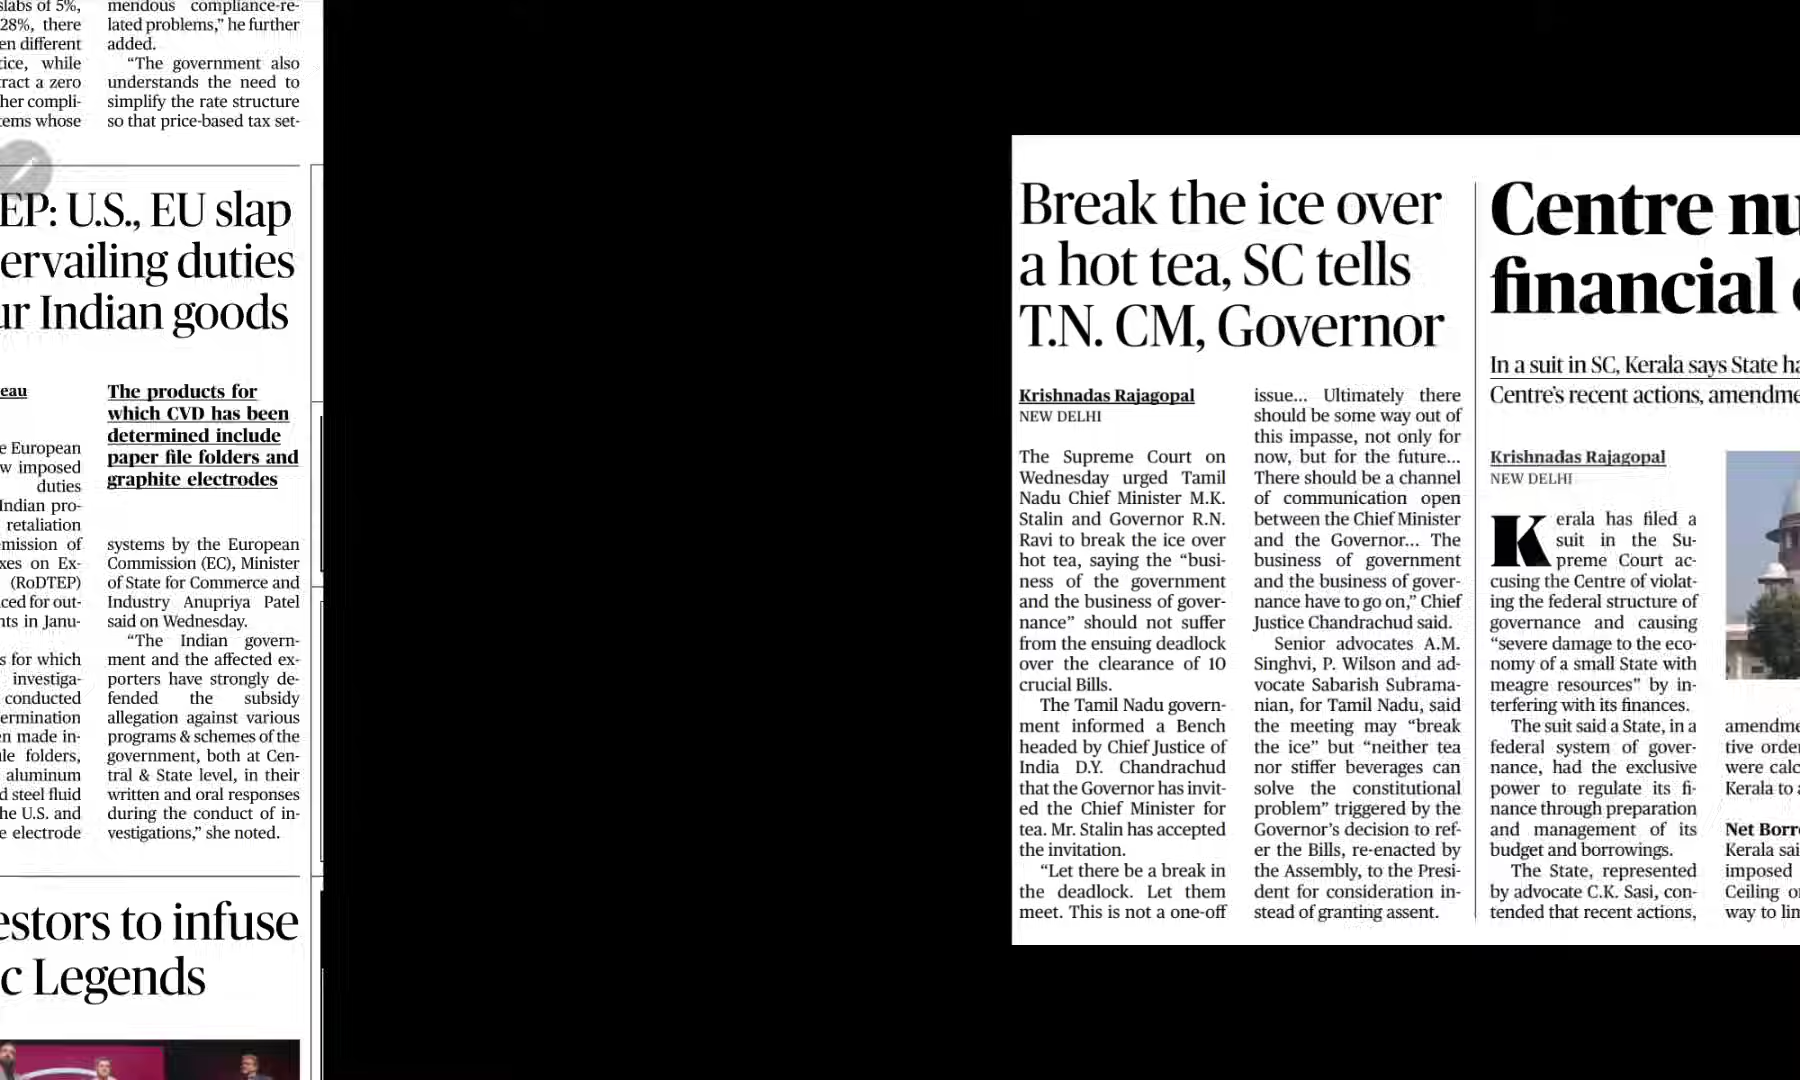 slabs of 5%,
28%, there
en different
tice, while
tract a zero
her compli-
tems whose
mendous compliance-re-
lated problems,” he further
added.
“The government also
understands the need to
simplify the rate structure
so that price-based tax set-
EP: U.S., EU slap
ervailing duties
ur Indian goods
eau
e European
w imposed
duties
Indian pro-
retaliation
mission of
xes on Ex-
(RoDTEP)
ced for out-
nts in Janu-
s for which
investiga-
conducted
ermination
en made in-
ile folders,
aluminum
d steel fluid
he U.S. and
e electrode
The products for
which CVD has been
determined include
paper file folders and
graphite electrodes
systems by the European
Commission (EC), Minister
of State for Commerce and
Industry Anupriya Patel
said on Wednesday.
“The Indian govern-
ment and the affected ex-
porters have strongly de-
fended the subsidy
allegation against various
programs & schemes of the
government, both at Cen-
tral & State level, in their
written and oral responses
during the conduct of in-
vestigations,” she noted.
estors to infuse
c Legends
Break the ice over
a hot tea, SC tells
T.N. CM, Governor
Krishnadas Rajagopal
NEW DELHI
The Supreme Court on
Wednesday urged Tamil
Nadu Chief Minister M.K.
Stalin and Governor R.N.
Ravi to break the ice over
hot tea, saying the “busi-
ness of the government
and the business of gover-
nance” should not suffer
from the ensuing deadlock
over the clearance of 10
crucial Bills.
The Tamil Nadu govern-
ment informed a Bench
headed by Chief Justice of
India D.Y. Chandrachud
that the Governor has invit-
ed the Chief Minister for
tea. Mr. Stalin has accepted
the invitation.
“Let there be a break in
the deadlock. Let them
meet. This is not a one-off
issue... Ultimately there
should be some way out of
this impasse, not only for
now, but for the future...
There should be a channel
of communication open
between the Chief Minister
and the Governor... The
business of government
and the business of gover-
nance have to go on,” Chief
Justice Chandrachud said.
Senior advocates A.M.
Singhvi, P. Wilson and ad-
vocate Sabarish Subrama-
nian, for Tamil Nadu, said
the meeting may “break
the ice” but “neither tea
nor stiffer beverages can
solve the constitutional
problem” triggered by the
Governor’s decision to ref-
er the Bills, re-enacted by
the Assembly, to the Presi-
dent for consideration in-
stead of granting assent.
Centre nu
financial
In a suit in SC, Kerala says State ha
Centre’s recent actions, amendme
Krishnadas Rajagopal
NEW DELHI
Kerala has filed a
suit in the Su-
preme Court ac-
cusing the Centre of violat-
ing the federal structure of
governance and causing
“severe damage to the eco-
nomy of a small State with
meagre resources” by in-
terfering with its finances.
The suit said a State, in a
federal system of gover-
nance, had the exclusive
power to regulate its fi-
nance through preparation
and management of its
budget and borrowings.
The State, represented
by advocate C.K. Sasi, con-
tended that recent actions,
amendme
tive order
were calc
Kerala to a
Net Borr
Kerala sai
imposed
Ceiling o
way to lim